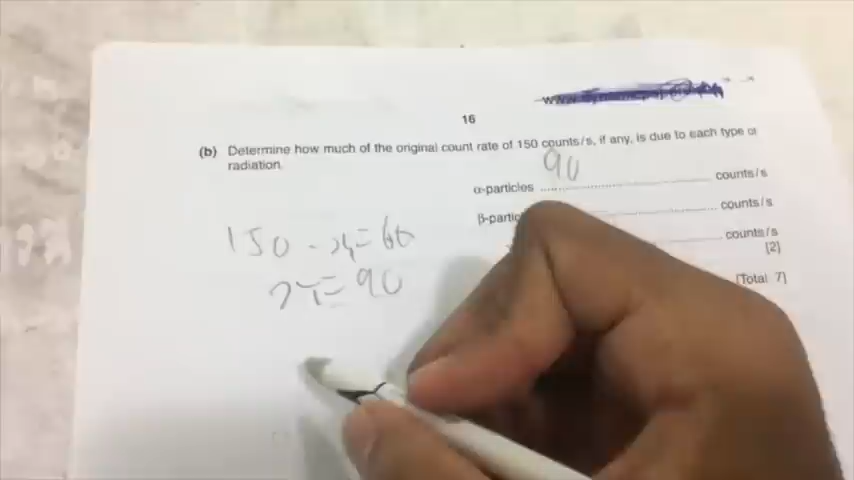 16
(b) Determine how much of the original count rate of 150 counts/s, if any, is due to each type of
radiation.
90
α-particles ........ counts/s
β-partic ........ counts/s
........ counts/s
[2]
[Total 7]
150 - x = 60
x = 90